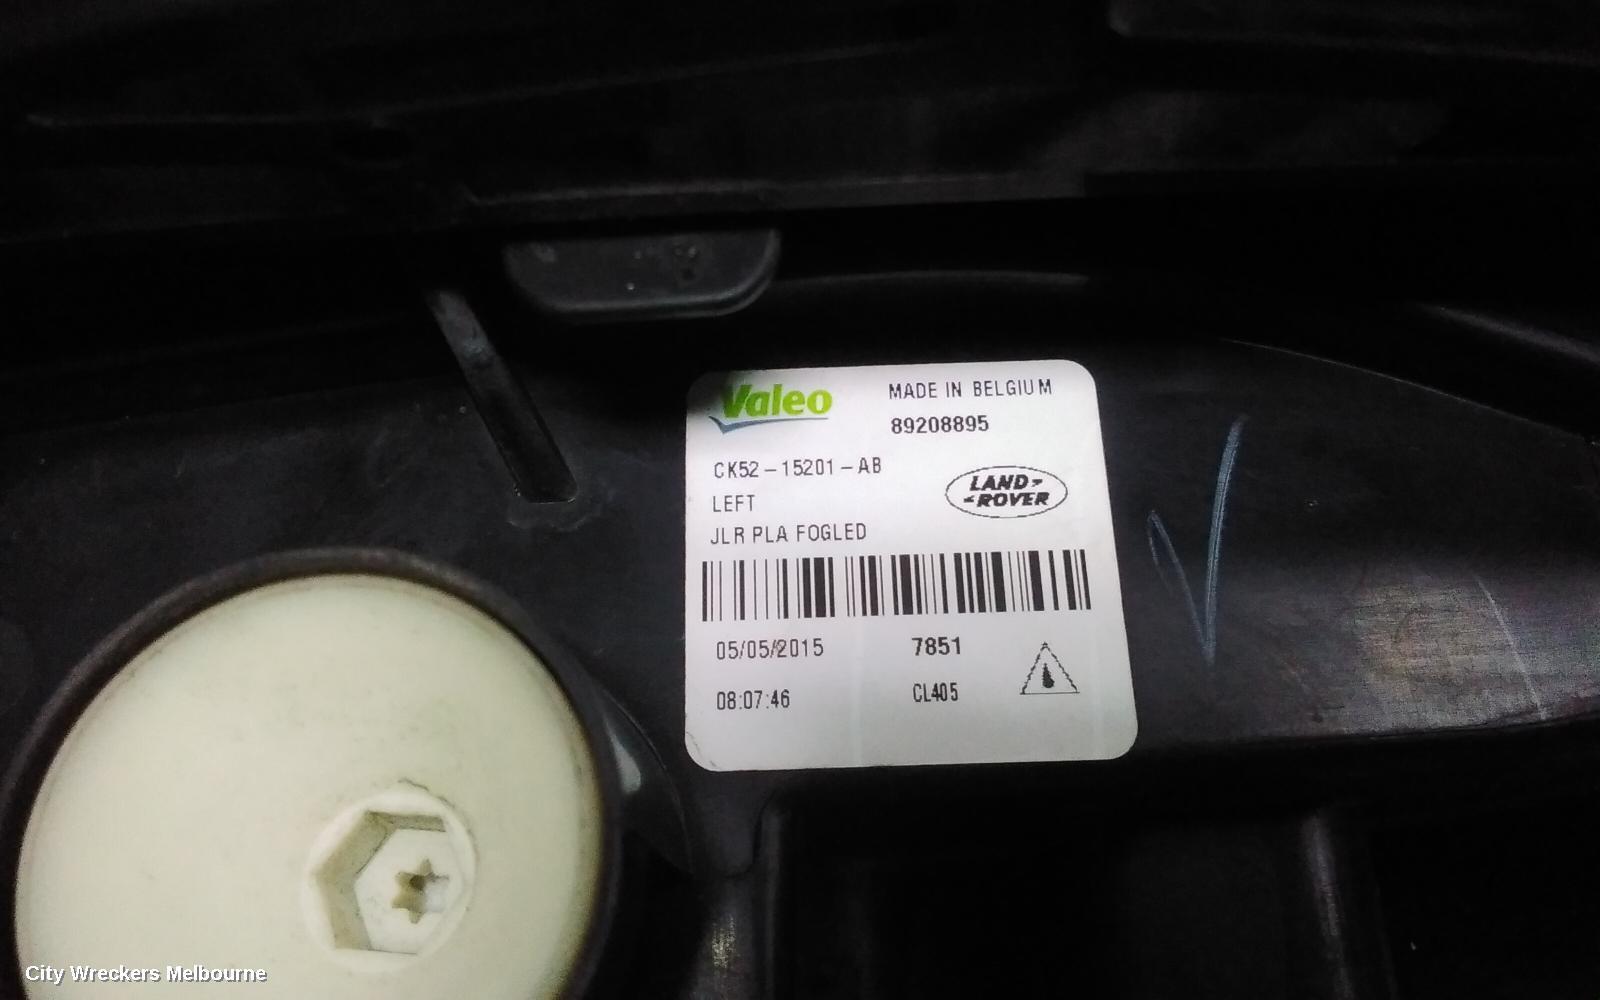 Valeo
MADE IN BELGIUM
89208895
CK52-15201-AB
LEFT
LAND
ROVER
JLR PLA FOGLED
05/05/2015
7851
08:07:46
CL405
City Wreckers Melbourne